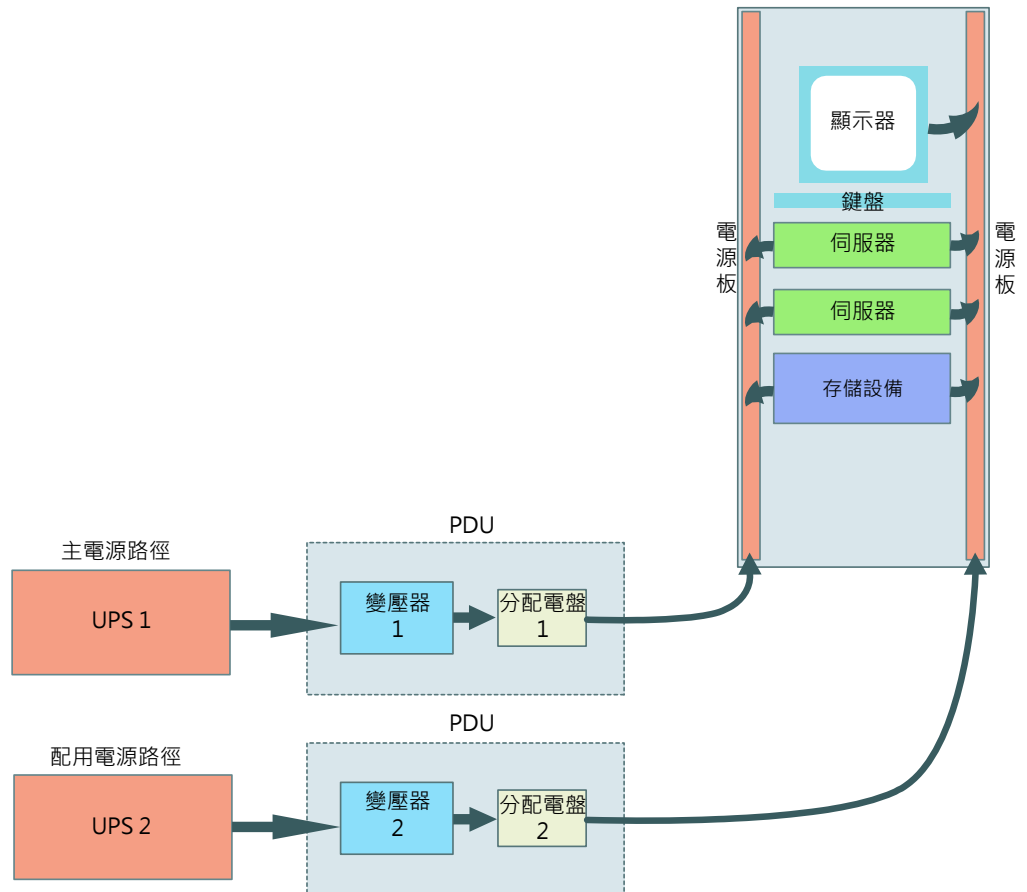 顯示器
鍵盤
電源板
伺服器
電源板
伺服器
存儲設備
PDU
主電源路徑
UPS 1
變壓器
1
分配電盤
1
PDU
配用電源路徑
UPS 2
變壓器
2
分配電盤
2